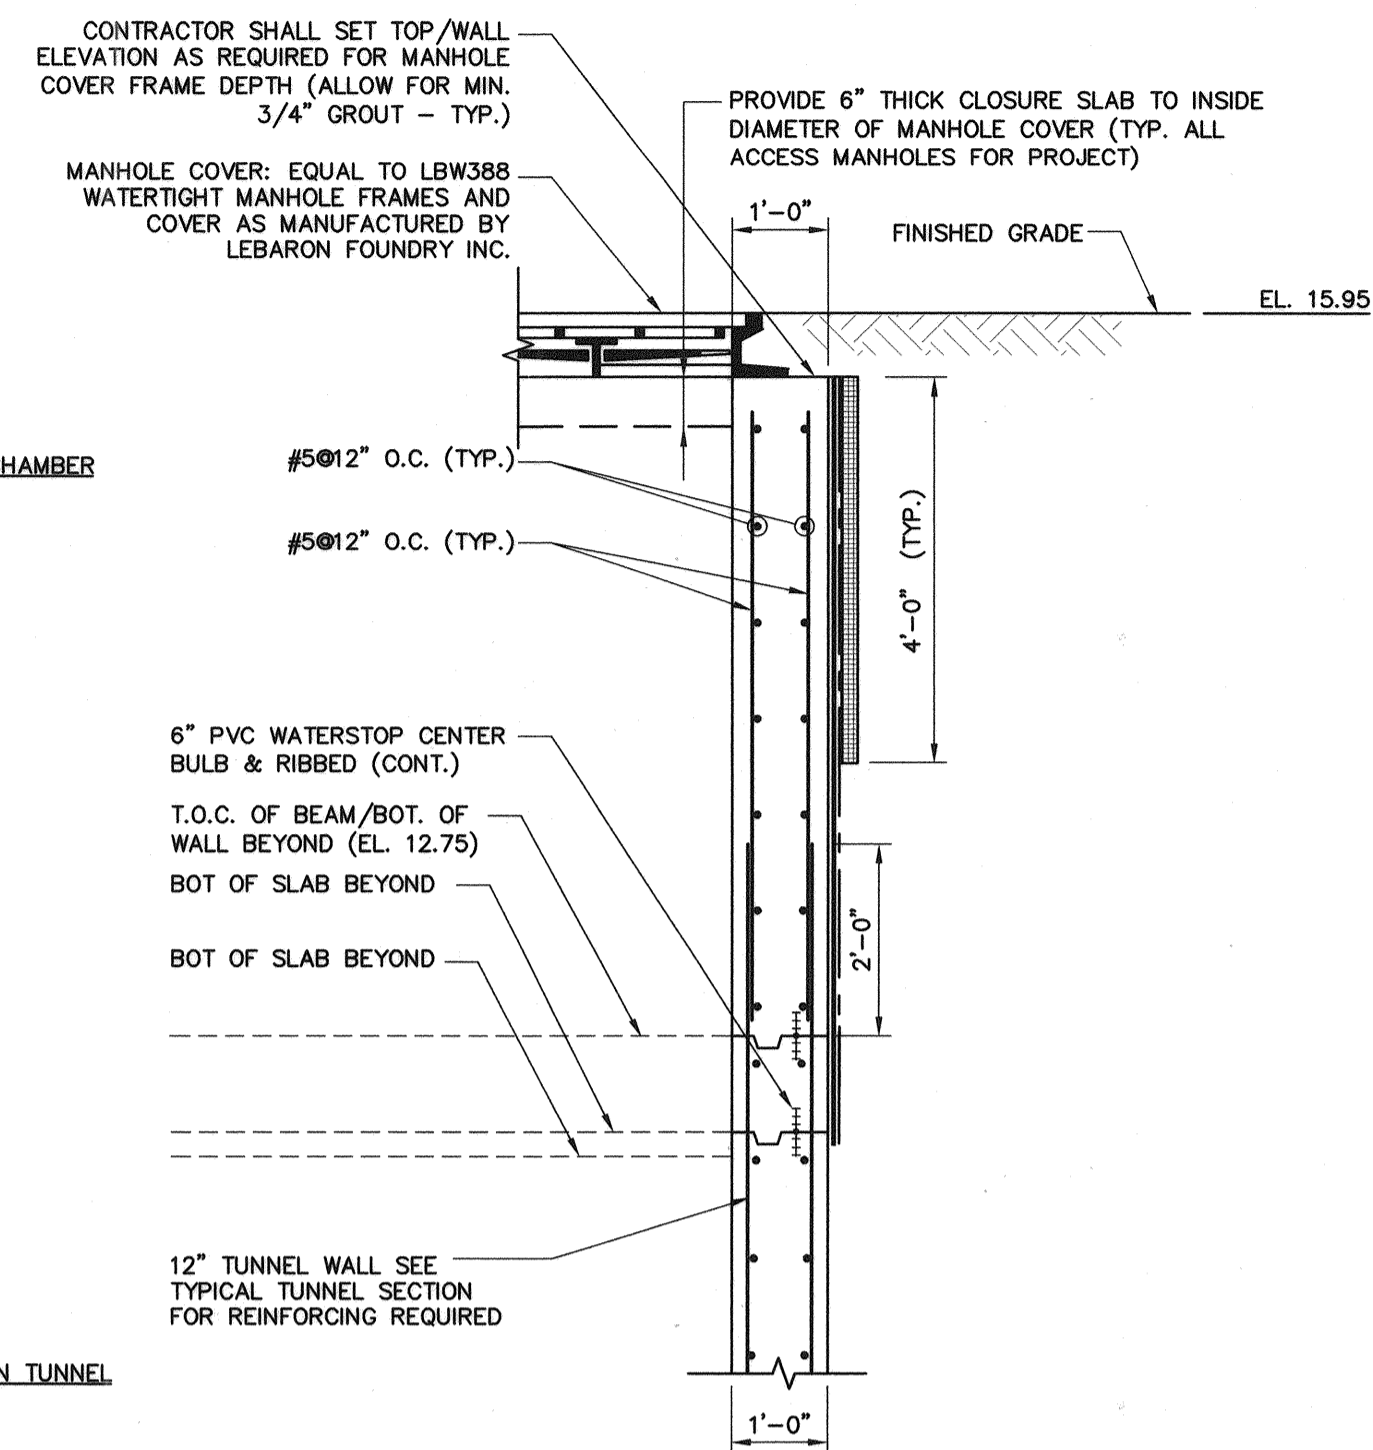 CONTRACTOR SHALL SET TOP/WALL
ELEVATION AS REQUIRED FOR MANHOLE
COVER FRAME DEPTH (ALLOW FOR MIN.
3/4" GROUT – TYP.)
PROVIDE 6" THICK CLOSURE SLAB TO INSIDE
DIAMETER OF MANHOLE COVER (TYP. ALL
ACCESS MANHOLES FOR PROJECT)
MANHOLE COVER: EQUAL TO LBW388
WATERTIGHT MANHOLE FRAMES AND
COVER AS MANUFACTURED BY
LEBARON FOUNDRY INC.
1'–0"
FINISHED GRADE
EL. 15.95
HAMBER
#5@12" O.C. (TYP.)
#5@12" O.C. (TYP.)
4'–0" (TYP.)
6" PVC WATERSTOP CENTER
BULB & RIBBED (CONT.)
T.O.C. OF BEAM/BOT. OF
WALL BEYOND (EL. 12.75)
BOT OF SLAB BEYOND
BOT OF SLAB BEYOND
2'–0"
12" TUNNEL WALL SEE
TYPICAL TUNNEL SECTION
FOR REINFORCING REQUIRED
N TUNNEL
1'–0"